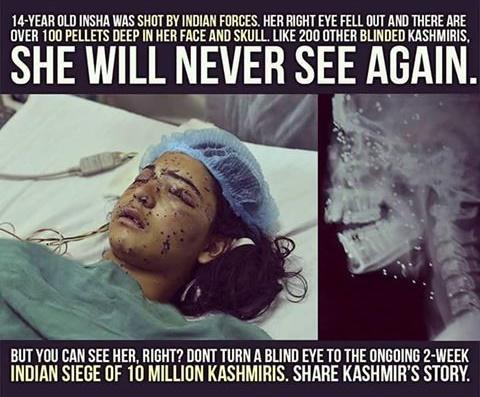 14-YEAR OLD INSHA WAS SHOT BY INDIAN FORCES. HER RIGHT EYE FELL OUT AND THERE ARE
OVER 100 PELLETS DEEP IN HER FACE AND SKULL. LIKE 200 OTHER BLINDED KASHMIRIS,
SHE WILL NEVER SEE AGAIN.
BUT YOU CAN SEE HER, RIGHT? DONT TURN A BLIND EYE TO THE ONGOING 2-WEEK
INDIAN SIEGE OF 10 MILLION KASHMIRIS. SHARE KASHMIR'S STORY.